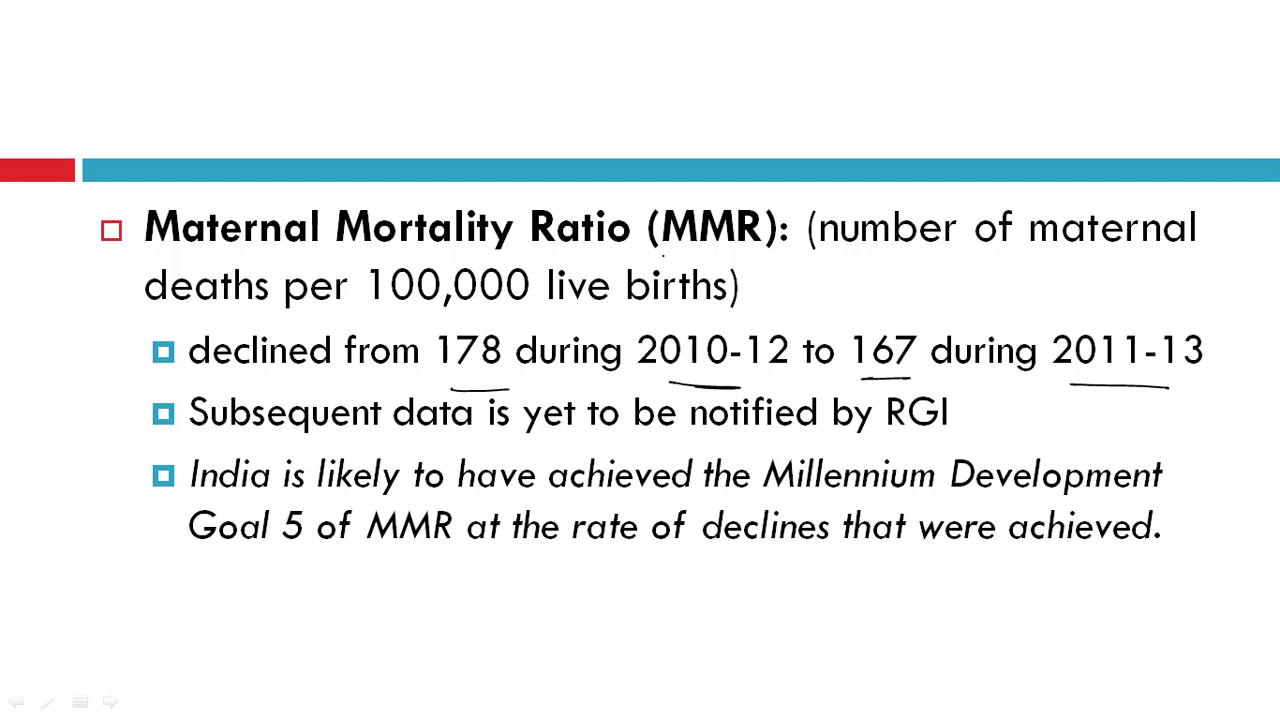 Maternal Mortality Ratio (MMR): (number of maternal
deaths per 100,000 live births)
declined from 178 during 2010-12 to 167 during 2011-13
Subsequent data is yet to be notified by RGI
India is likely to have achieved the Millennium Development
Goal 5 of MMR at the rate of declines that were achieved.